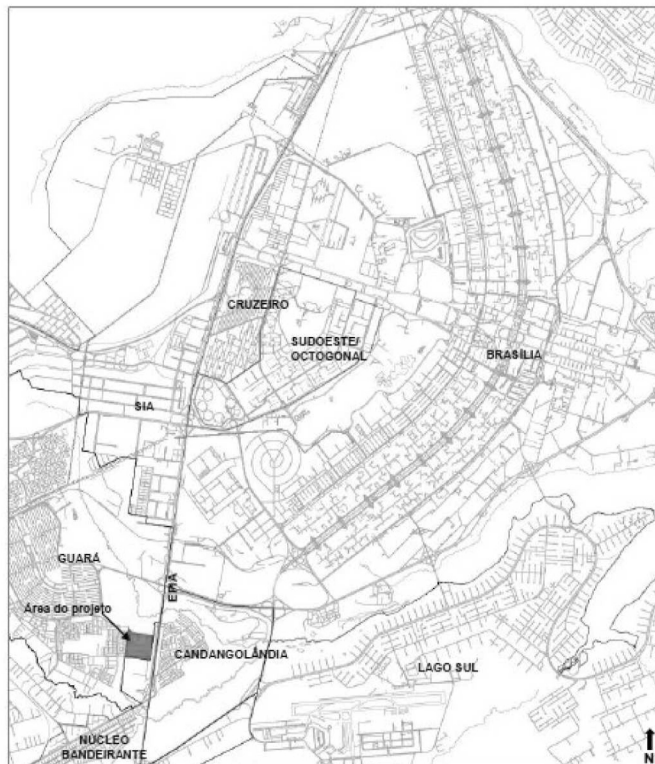 CRUZEIRO
SUDOESTE/
OCTOGONAL
BRASÍLIA
SIA
GUARÁ
EPIA
Área do projeto
CANDANGOLÂNDIA
LAGO SUL
NÚCLEO
BANDEIRANTE
N